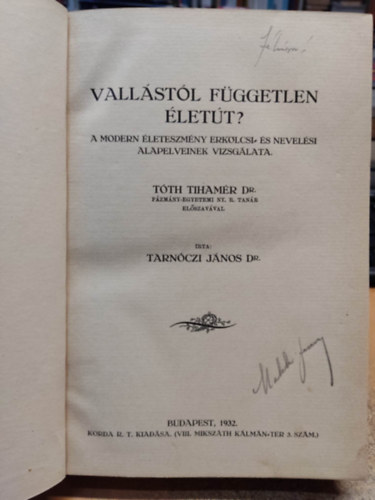 VALLÁSTÓL FÜGGETLEN
ÉLETÚT?
A MODERN ÉLETESZMÉNY ERKÖLCSI- ÉS NEVELÉSI
ALAPELVEINEK VIZSGÁLATA.
TÓTH TIHAMÉR DR.
PÁZMÁNY-EGYETEMI NY. R. TANÁR
ELŐSZAVÁVAL
IRTA:
TARNÓCZI JÁNOS DR.
BUDAPEST, 1932.
KORDA R. T. KIADÁSA. (VIII. MIKSZÁTH KÁLMÁN-TÉR 3. SZÁM.)